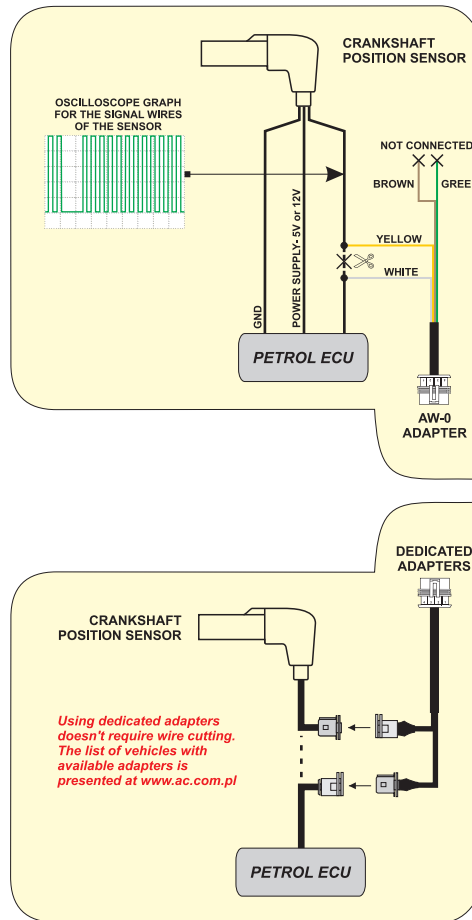 CRANKSHAFT
POSITION SENSOR
OSCILLOSCOPE GRAPH
FOR THE SIGNAL WIRES
OF THE SENSOR
NOT CONNECTED
BROWN
GREE
POWER SUPPLY- 5V or 12V
YELLOW
WHITE
GND
PETROL ECU
AW-0
ADAPTER
DEDICATED
ADAPTERS
CRANKSHAFT
POSITION SENSOR
Using dedicated adapters
doesn't require wire cutting.
The list of vehicles with
available adapters is
presented at www.ac.com.pl
PETROL ECU